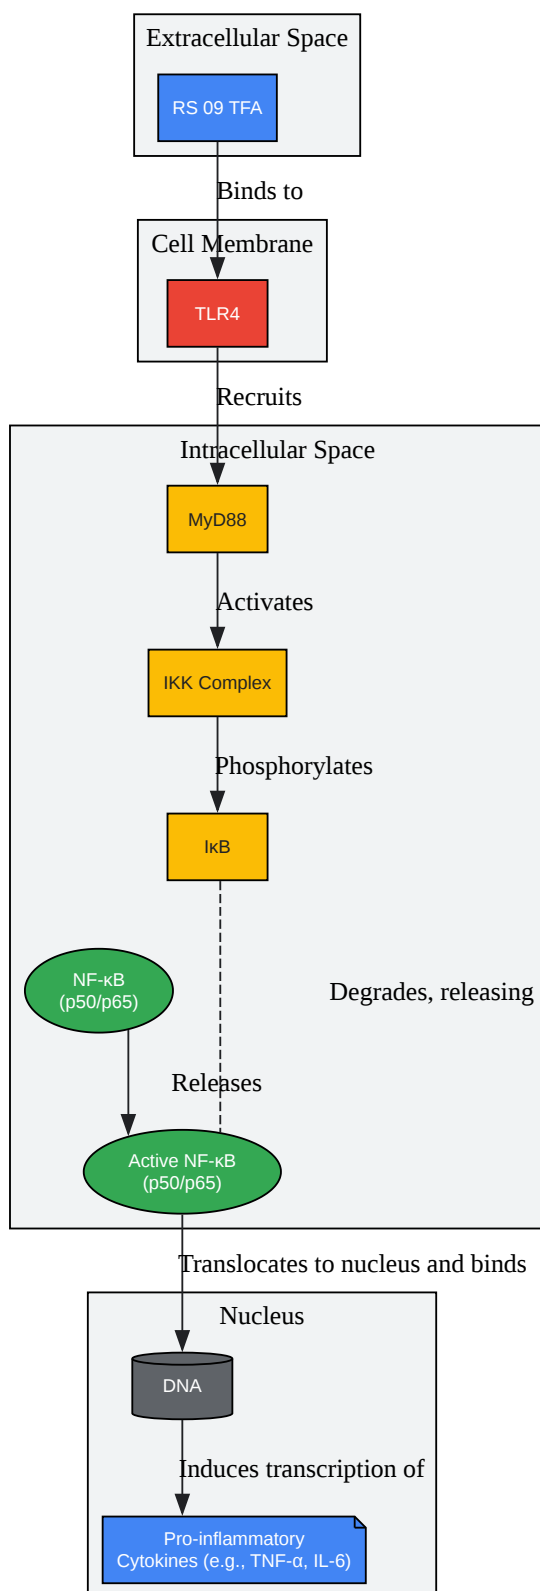 Extracellular Space
RS 09 TFA
Binds to
Cell Membrane
TLR4
Recruits
Intracellular Space
MyD88
Activates
IKK Complex
Phosphorylates
IκB
NF-κB
(p50/p65)
Degrades, releasing
Releases
Active NF-κB
(p50/p65)
Translocates to nucleus and binds
Nucleus
DNA
Induces transcription of
Pro-inflammatory
Cytokines (e.g., TNF-α, IL-6)